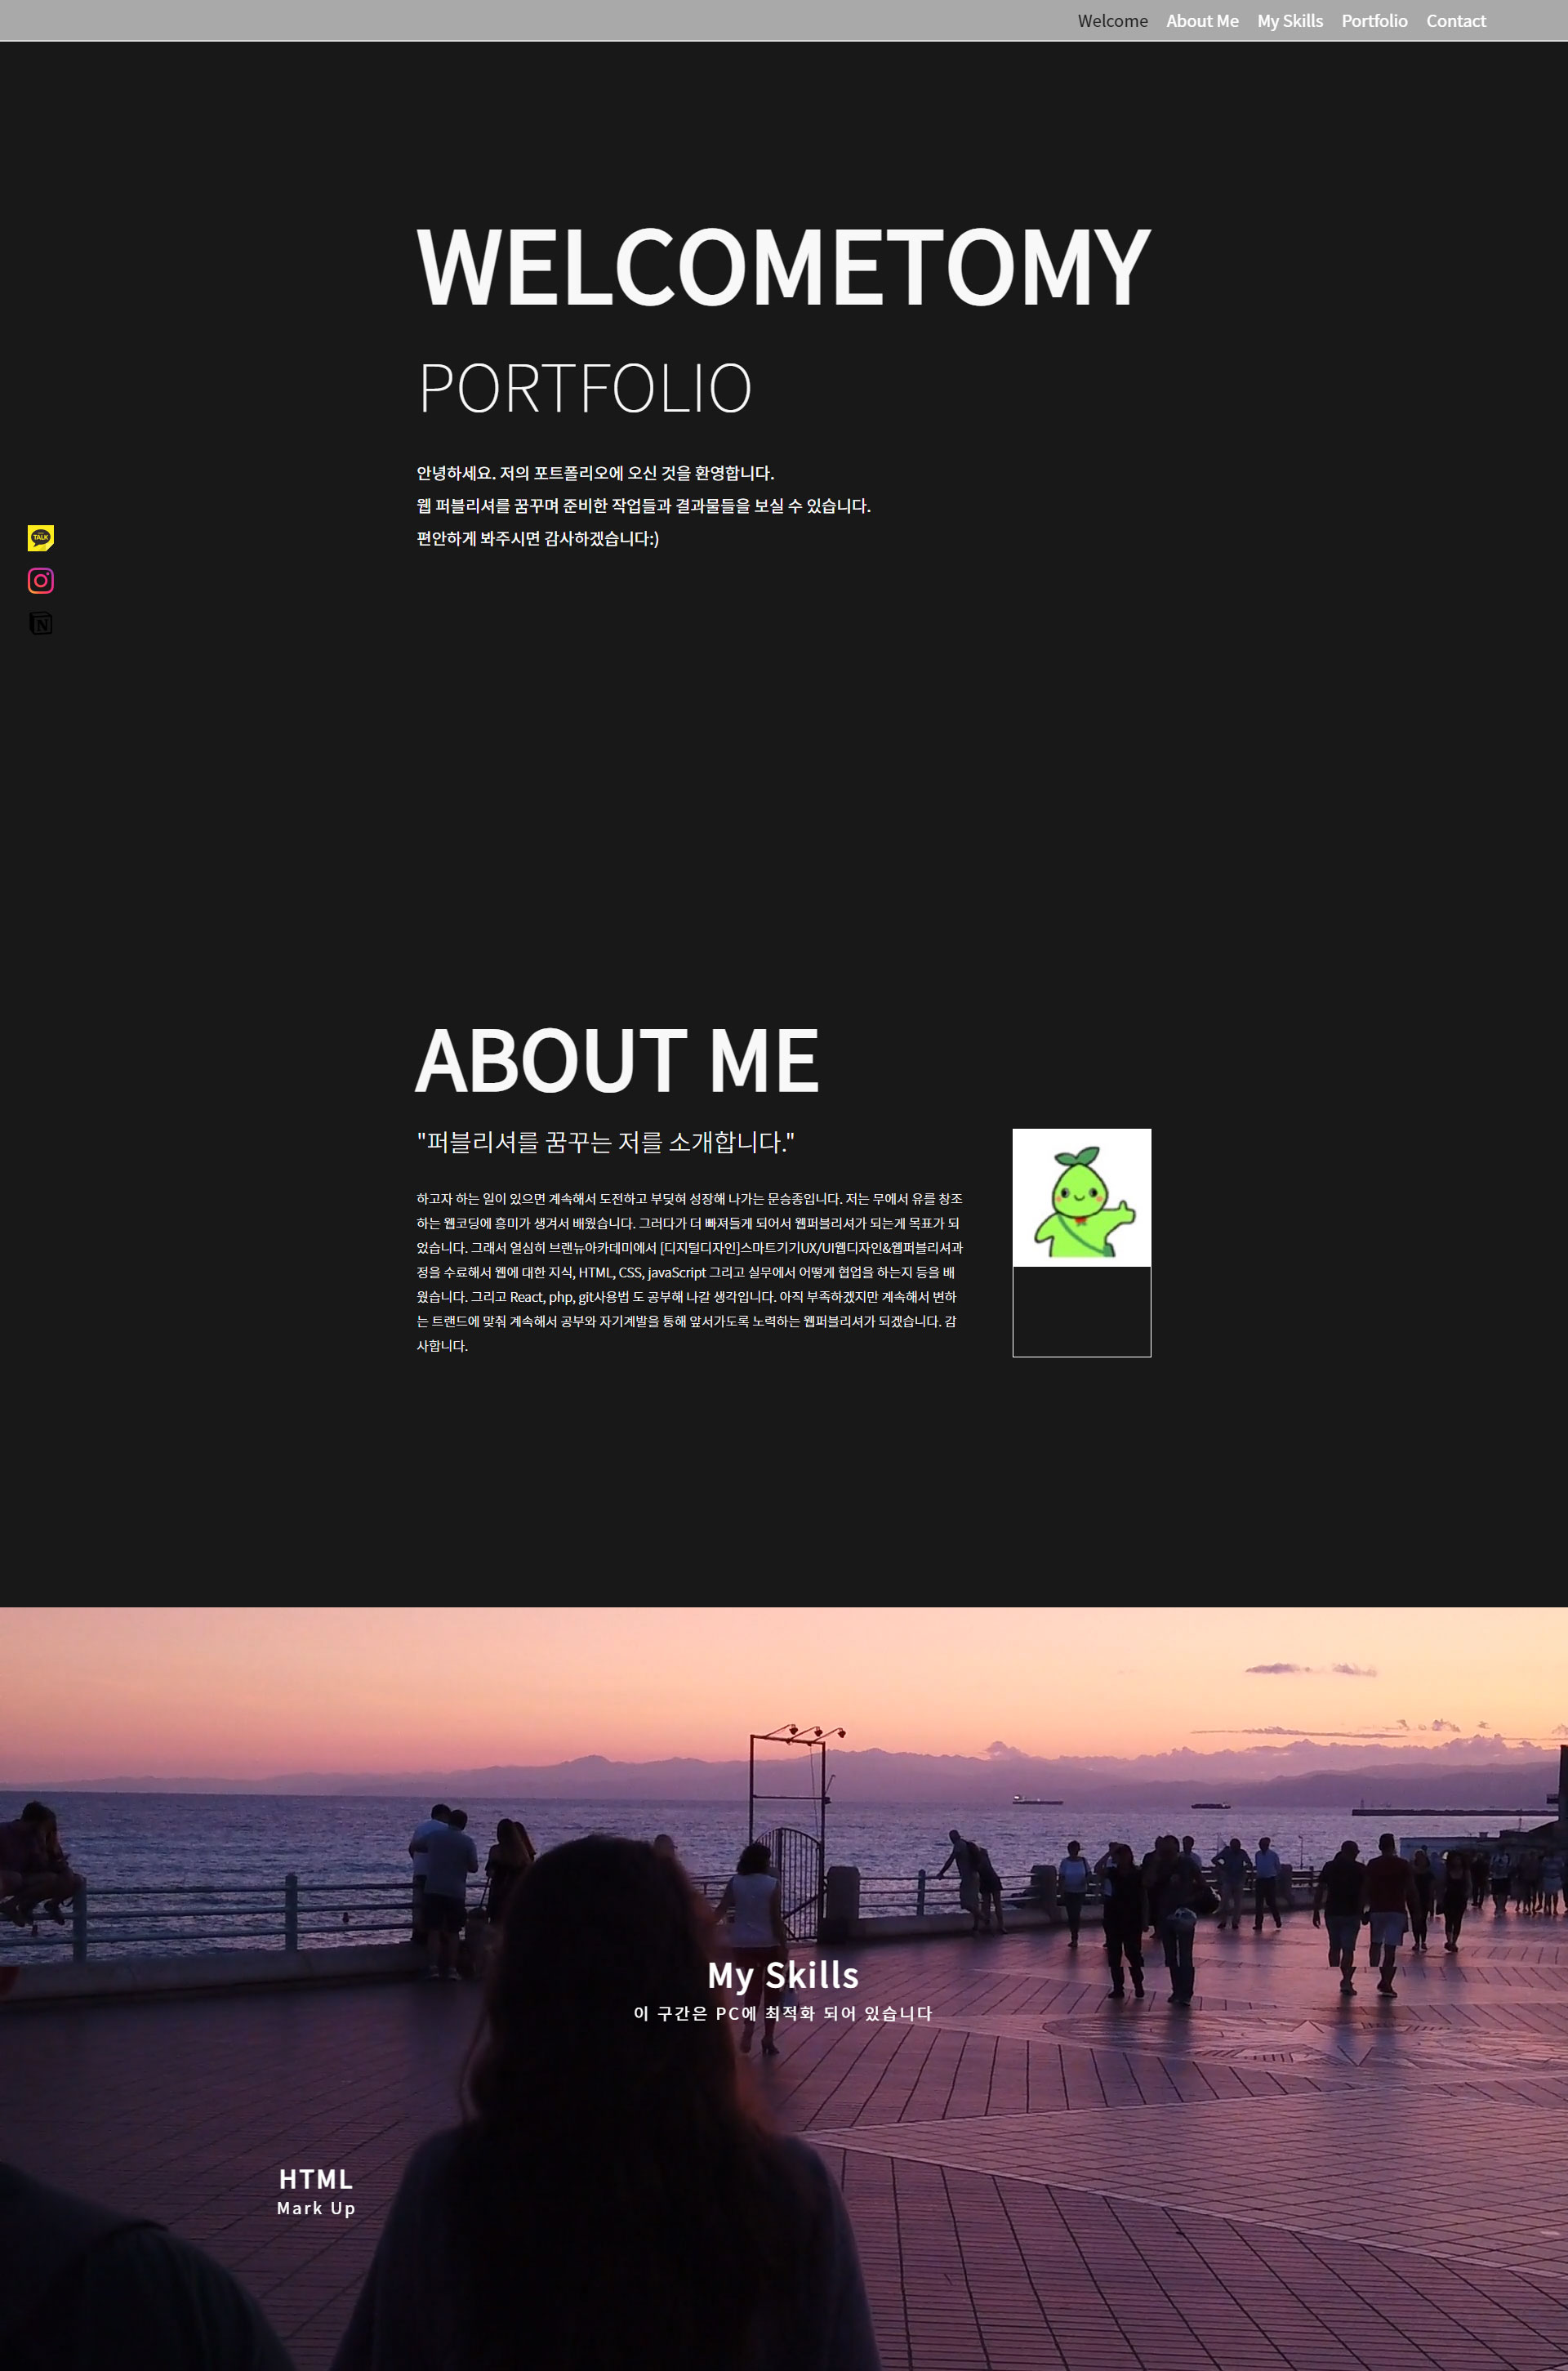 Welcome About Me My Skills Portfolio Contact
WELCOMETOMY
PORTFOLIO
안녕하세요. 저의 포트폴리오에 오신 것을 환영합니다.
웹 퍼블리셔를 꿈꾸며 준비한 작업들과 결과물들을 보실 수 있습니다.
편안하게 봐주시면 감사하겠습니다:)
TALK
N
ABOUT ME
"퍼블리셔를 꿈꾸는 저를 소개합니다."
하고자 하는 일이 있으면 계속해서 도전하고 부딪혀 성장해 나가는 문승종입니다. 저는 무에서 유를 창조
하는 웹코딩에 흥미가 생겨서 배웠습니다. 그러다가 더 빠져들게 되어서 웹퍼블리셔가 되는게 목표가 되
었습니다. 그래서 열심히 브랜뉴아카데미에서 [디지털디자인]스마트기기UX/UI웹디자인&웹퍼블리셔과
정을 수료해서 웹에 대한 지식, HTML, CSS, javaScript 그리고 실무에서 어떻게 협업을 하는지 등을 배
웠습니다. 그리고 React, php, git사용법 도 공부해 나갈 생각입니다. 아직 부족하겠지만 계속해서 변하
는 트랜드에 맞춰 계속해서 공부와 자기계발을 통해 앞서가도록 노력하는 웹퍼블리셔가 되겠습니다. 감
사합니다.
My Skills
이 구간은 PC에 최적화 되어 있습니다
HTML
Mark Up